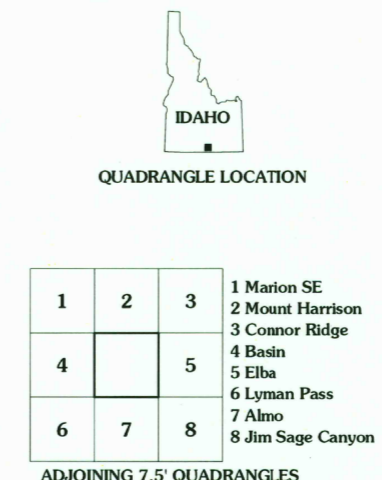 IDAHO
QUADRANGLE LOCATION
1 2 3
4 5
6 7 8
1 Marion SE
2 Mount Harrison
3 Connor Ridge
4 Basin
5 Elba
6 Lyman Pass
7 Almo
8 Jim Sage Canyon
ADJOINING 7.5' QUADRANGLES